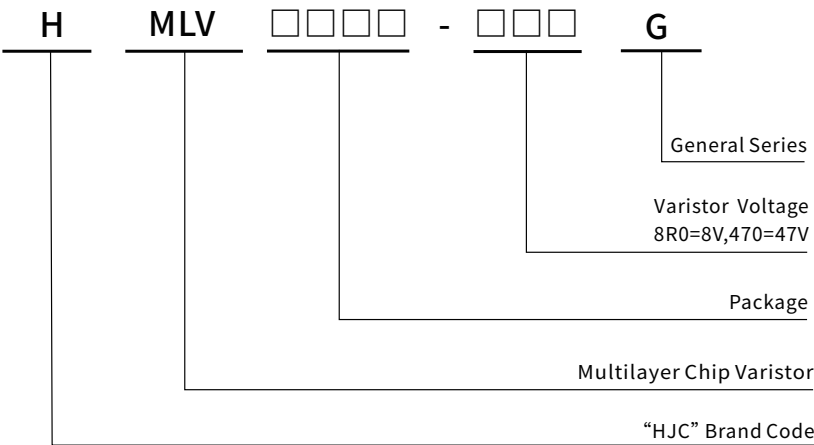 H MLV □□□□ - □□□ G
General Series
Varistor Voltage
8R0=8V,470=47V
Package
Multilayer Chip Varistor
“HJC” Brand Code